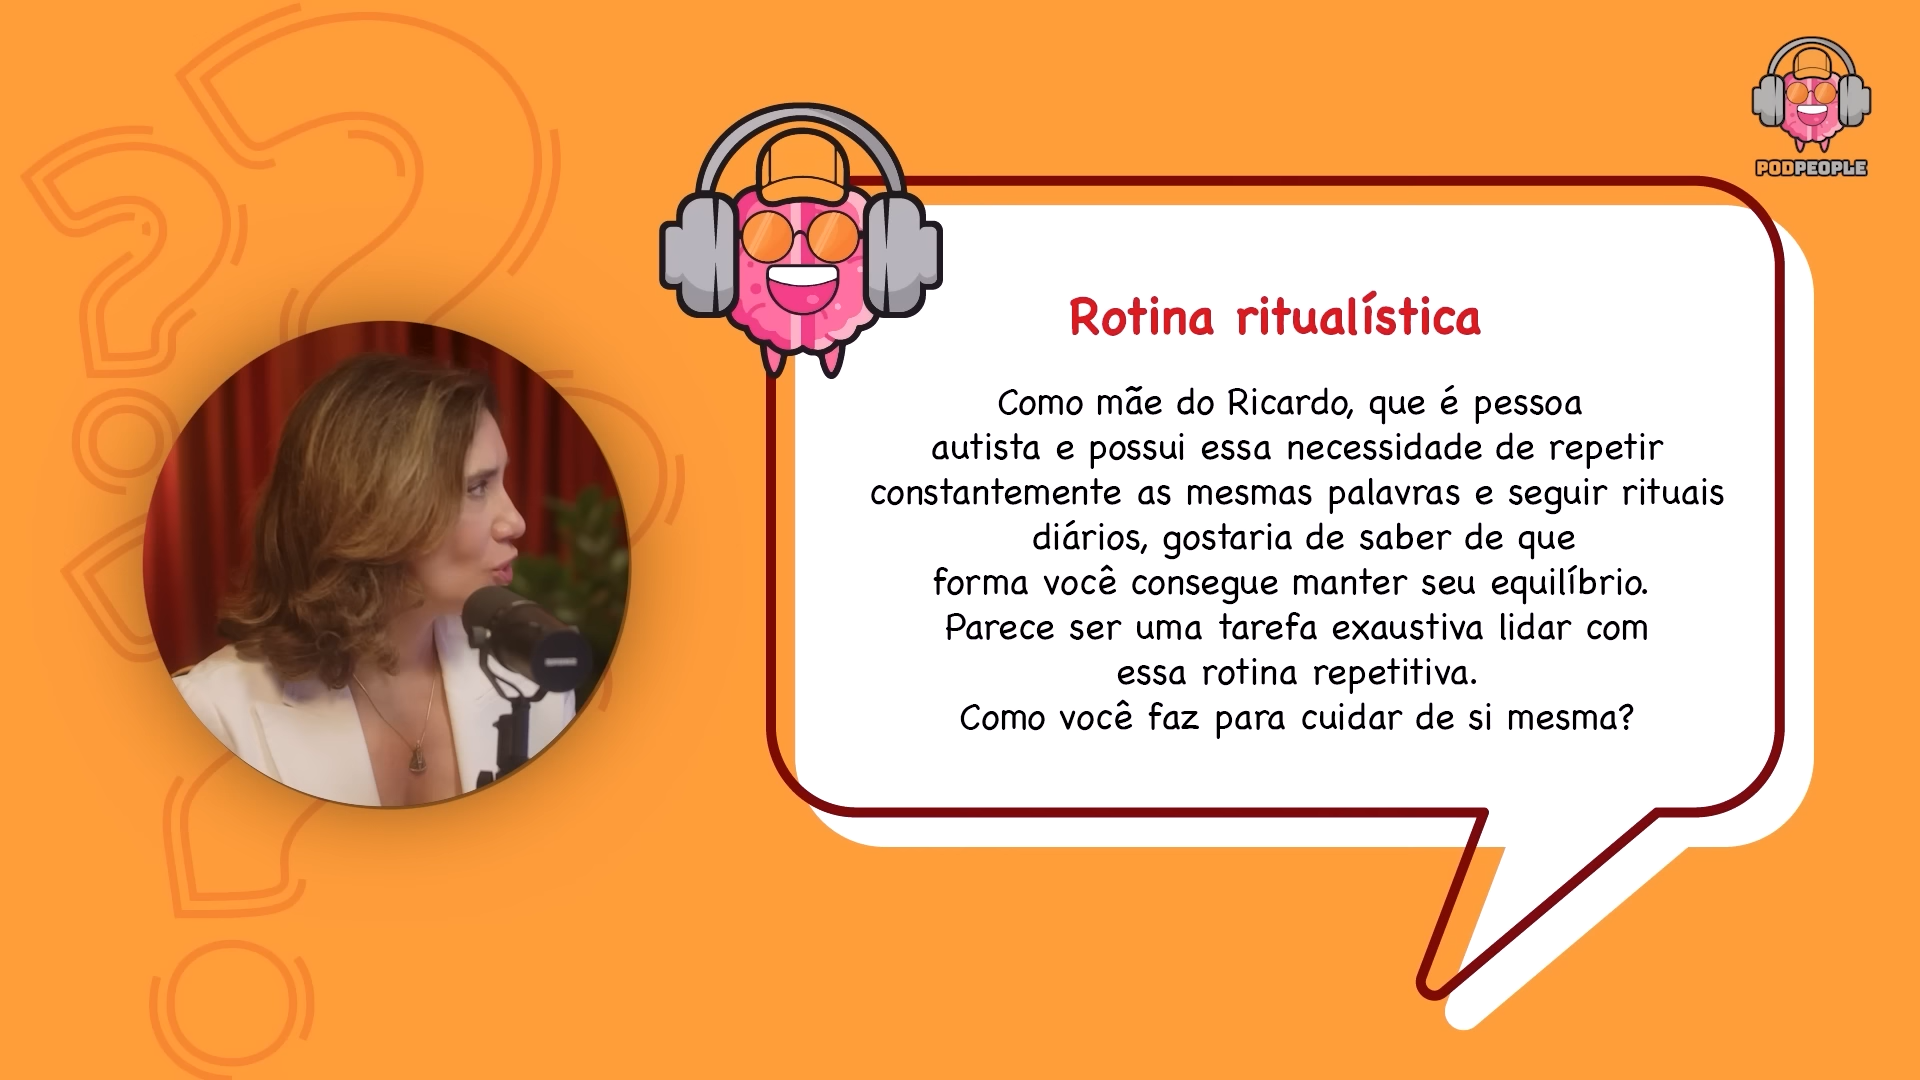 PODPEOPLE
Rotina ritualística
Como mãe do Ricardo, que é pessoa
autista e possui essa necessidade de repetir
constantemente as mesmas palavras e seguir rituais
diários, gostaria de saber de que
forma você consegue manter seu equilíbrio.
Parece ser uma tarefa exaustiva lidar com
essa rotina repetitiva.
Como você faz para cuidar de si mesma?